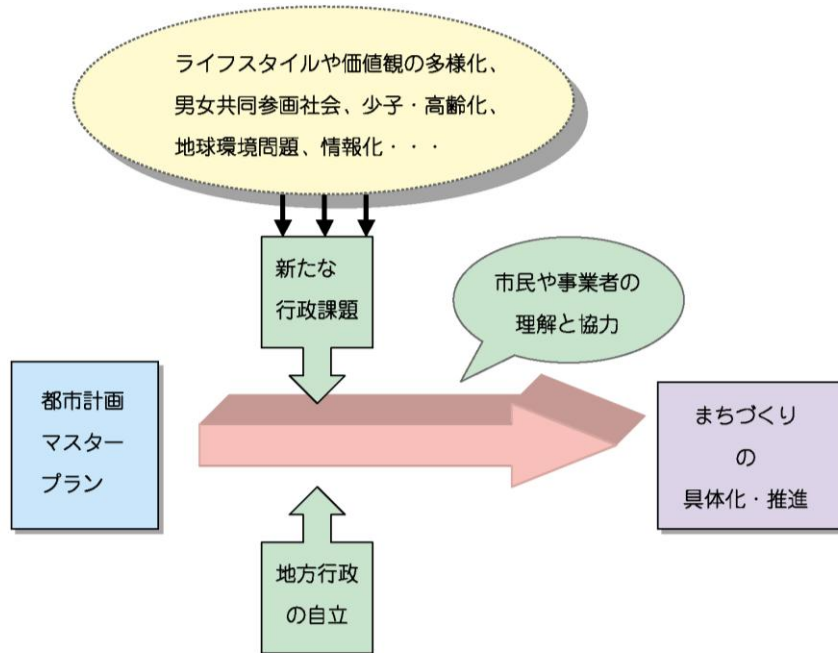 ライフスタイルや価値観の多様化、
男女共同参画社会、少子・高齢化、
地球環境問題、情報化・・・
新たな
行政課題
市民や事業者の
理解と協力
都市計画
マスター
プラン
まちづくり
の
具体化・推進
地方行政
の自立